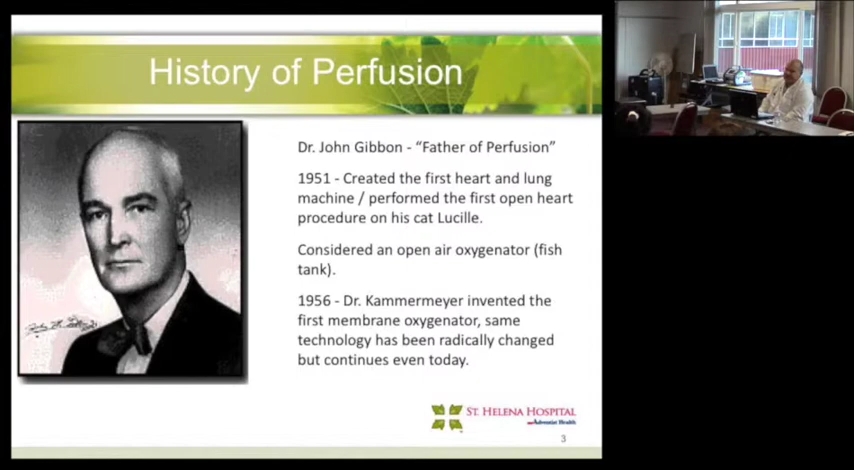 History of Perfusion
Dr. John Gibbon - “Father of Perfusion”
1951 - Created the first heart and lung
machine / performed the first open heart
procedure on his cat Lucille.
Considered an open air oxygenator (fish
tank).
1956 - Dr. Kammermeyer invented the
first membrane oxygenator, same
technology has been radically changed
but continues even today.
St. Helena Hospital
Adventist Health
3